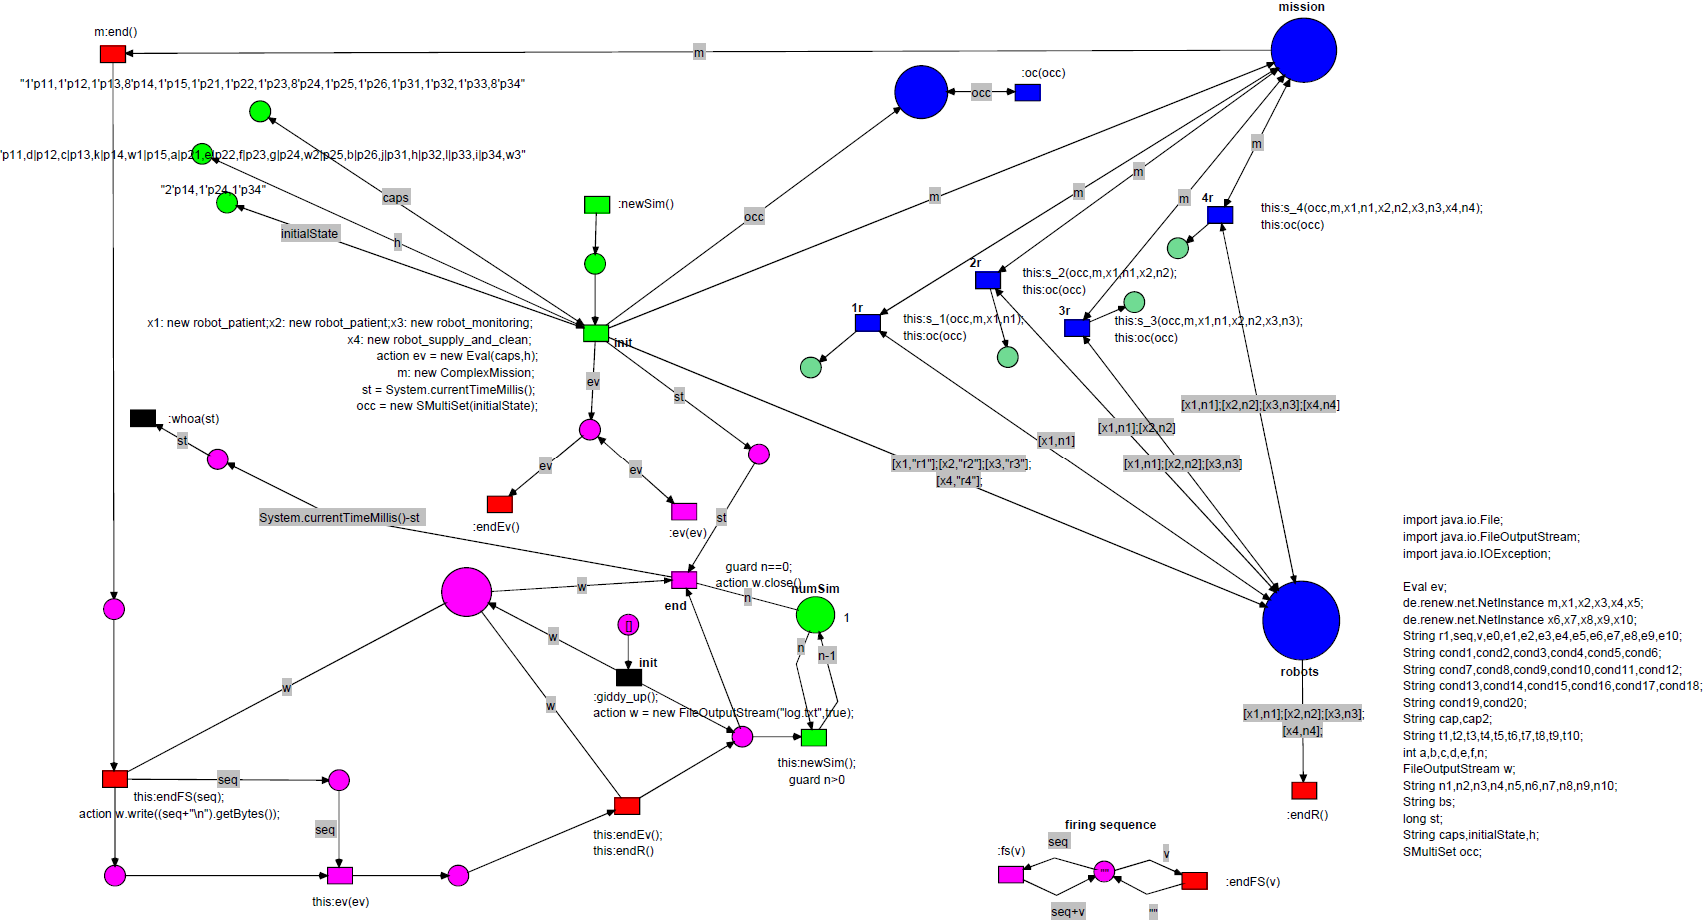 mission
m:end()
m
:oc(occ)
"1'p11,1'p12,1'p13,8'p14,1'p15,1'p21,1'p22,1'p23,8'p24,1'p25,1'p26,1'p31,1'p32,1'p33,8'p34"
occ
m
'p11,d|p12,c|p13,k|p14,w1|p15,a|p21,e|p22,f|p23,g|p24,w2|p25,b|p26,j|p31,h|p32,l|p33,i|p34,w3"
m
"2'p14,1'p24,1'p34"
m
m
m
4r
caps
:newSim()
this:s_4(occ,m,x1,n1,x2,n2,x3,n3,x4,n4);
occ
this:oc(occ)
initialState
h
2r
this:s_2(occ,m,x1,n1,x2,n2);
this:oc(occ)
1r
3r
x1: new robot_patient;x2: new robot_patient;x3: new robot_monitoring;
x4: new robot_supply_and_clean;
action ev = new Eval(caps,h);
m: new ComplexMission;
st = System.currentTimeMillis();
occ = new SMultiSet(initialState);
init
this:s_1(occ,m,x1,n1);
this:oc(occ)
this:s_3(occ,m,x1,n1,x2,n2,x3,n3);
this:oc(occ)
ev
st
[x1,n1];[x2,n2];[x3,n3];[x4,n4]
:whoa(st)
st
[x1,n1];[x2,n2]
[x1,n1]
ev
ev
[x1,"r1"];[x2,"r2"];[x3,"r3"];
[x4,"r4"];
[x1,n1];[x2,n2];[x3,n3]
System.currentTimeMillis()-st
:endEv()
:ev(ev)
st
import java.io.File;
import java.io.FileOutputStream;
import java.io.IOException;
guard n==0;
action w.close()
w
n
end
numSim
1
[]
w
init
n
n-1
:giddy_up();
action w = new FileOutputStream("log.txt",true);
w
w
robots
[x1,n1];[x2,n2];[x3,n3];
[x4,n4];
Eval ev;
de.renew.net.NetInstance m,x1,x2,x3,x4,x5;
de.renew.net.NetInstance x6,x7,x8,x9,x10;
String r1,seq,v,e0,e1,e2,e3,e4,e5,e6,e7,e8,e9,e10;
String cond1,cond2,cond3,cond4,cond5,cond6;
String cond7,cond8,cond9,cond10,cond11,cond12;
String cond13,cond14,cond15,cond16,cond17,cond18;
String cond19,cond20;
String cap,cap2;
String t1,t2,t3,t4,t5,t6,t7,t8,t9,t10;
int a,b,c,d,e,f,n;
FileOutputStream w;
String n1,n2,n3,n4,n5,n6,n7,n8,n9,n10;
String bs;
long st;
String caps,initialState,h;
SMultiSet occ;
this:newSim();
guard n>0
seq
this:endFS(seq);
action w.write((seq+"\n").getBytes());
seq
this:endEv();
this:endR()
:endR()
firing sequence
seq
:fs(v)
v
""
:endFS(v)
seq+v
""
this:ev(ev)